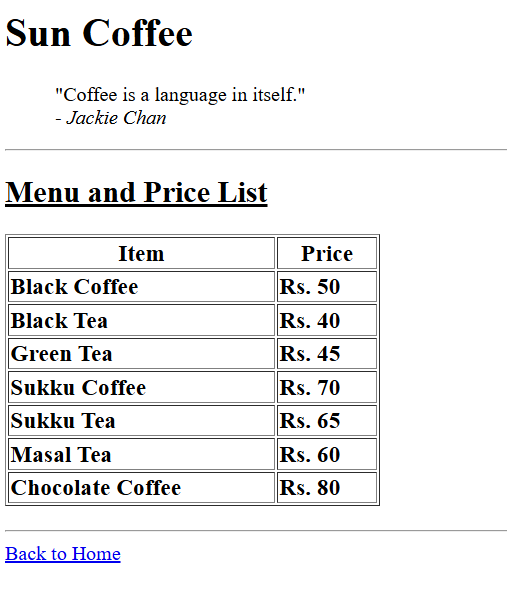 Sun Coffee
"Coffee is a language in itself."
- Jackie Chan
Menu and Price List
Item Price
Black Coffee Rs. 50
Black Tea Rs. 40
Green Tea Rs. 45
Sukku Coffee Rs. 70
Sukku Tea Rs. 65
Masal Tea Rs. 60
Chocolate Coffee Rs. 80
Back to Home